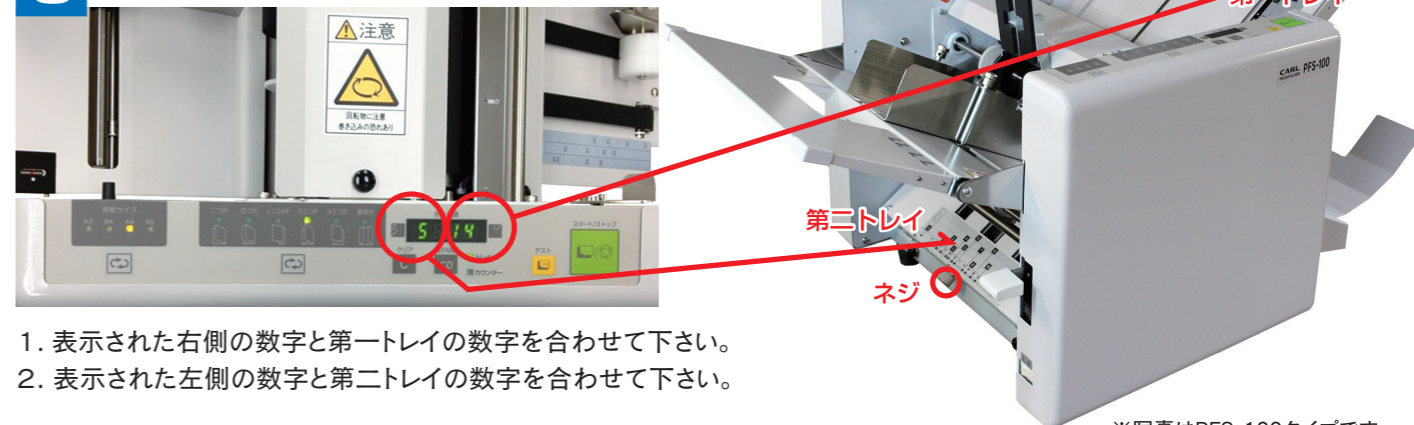 注意
回転物に注意
巻き込みの恐れあり
用紙サイズ
A3 B4 A4 B5
5 14
クリア
C
カウンター
テスト
スタート/ストップ
CARL PFS-100
第二トレイ
ネジ
1. 表示された右側の数字と第一トレイの数字を合わせて下さい。
2. 表示された左側の数字と第二トレイの数字を合わせて下さい。